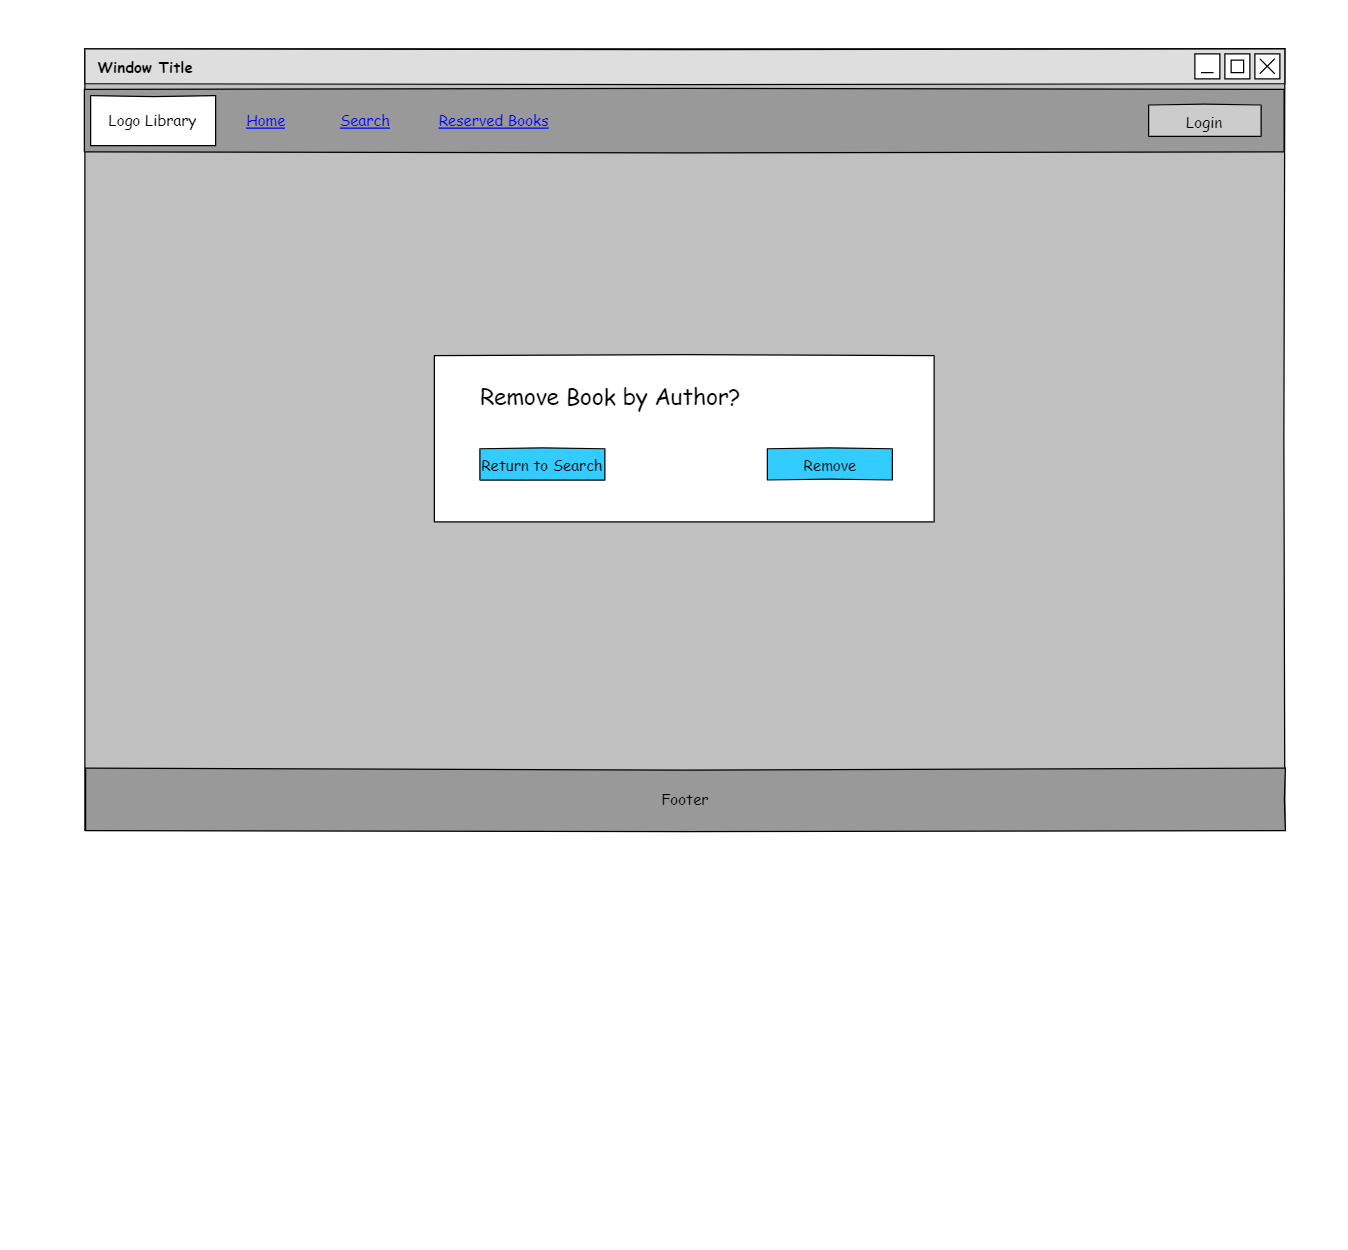 Window Title
Logo Library
Home
Search
Reserved Books
Login
Remove Book by Author?
Return to Search
Remove
Footer